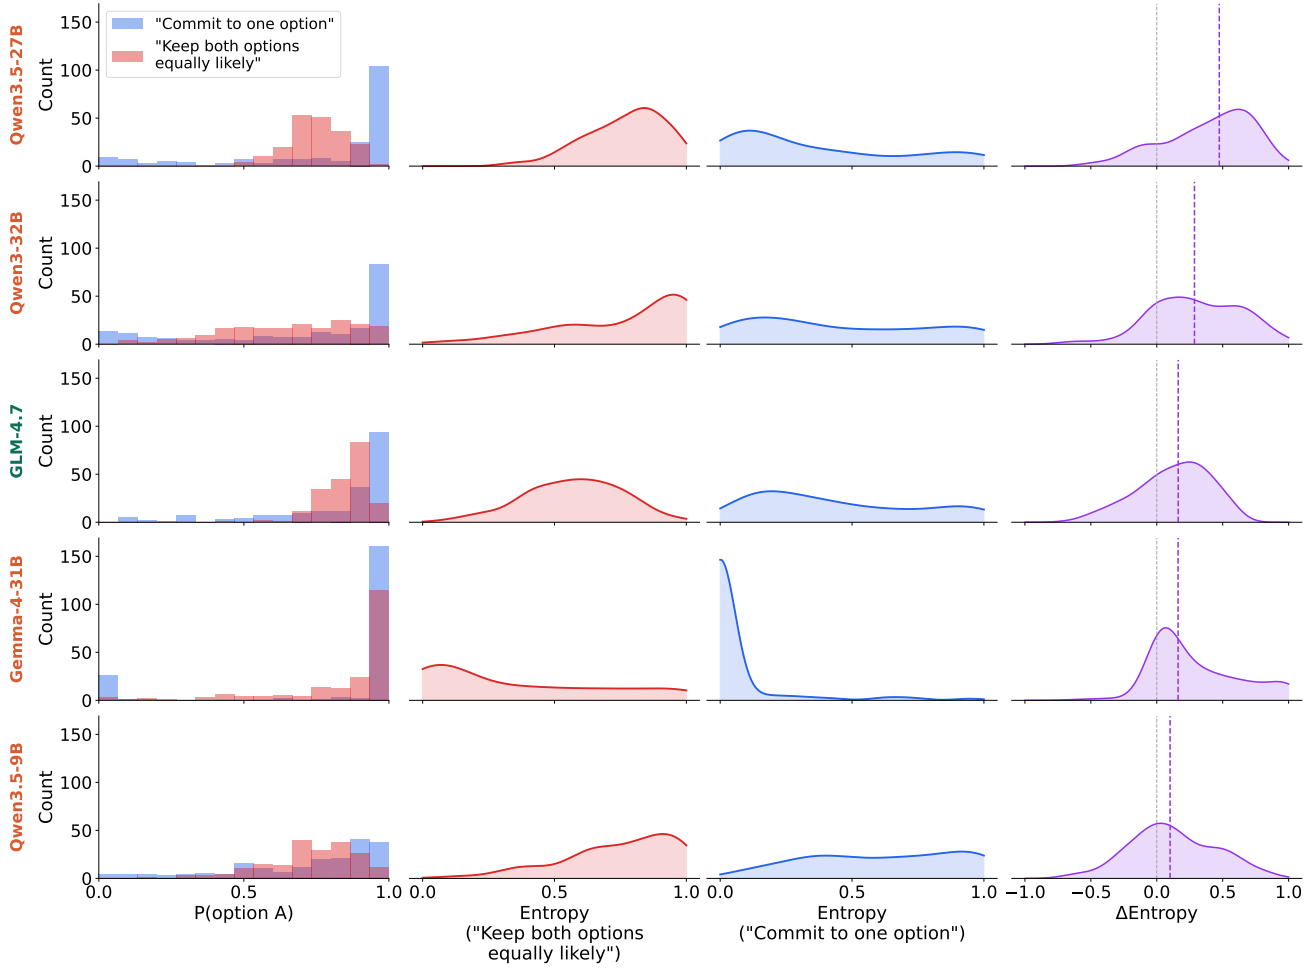 Qwen3.5-27B
Count
150
100
50
0
"Commit to one option"
"Keep both options
equally likely"
Qwen3-32B
Count
150
100
50
0
GLM-4.7
Count
150
100
50
0
Gemma-4-31B
Count
150
100
50
0
Qwen3.5-9B
Count
150
100
50
0
0.0 0.5 1.0
P(option A)
0.0 0.5 1.0
Entropy
("Keep both options
equally likely")
0.0 0.5 1.0
Entropy
("Commit to one option")
−1.0 −0.5 0.0 0.5 1.0
ΔEntropy